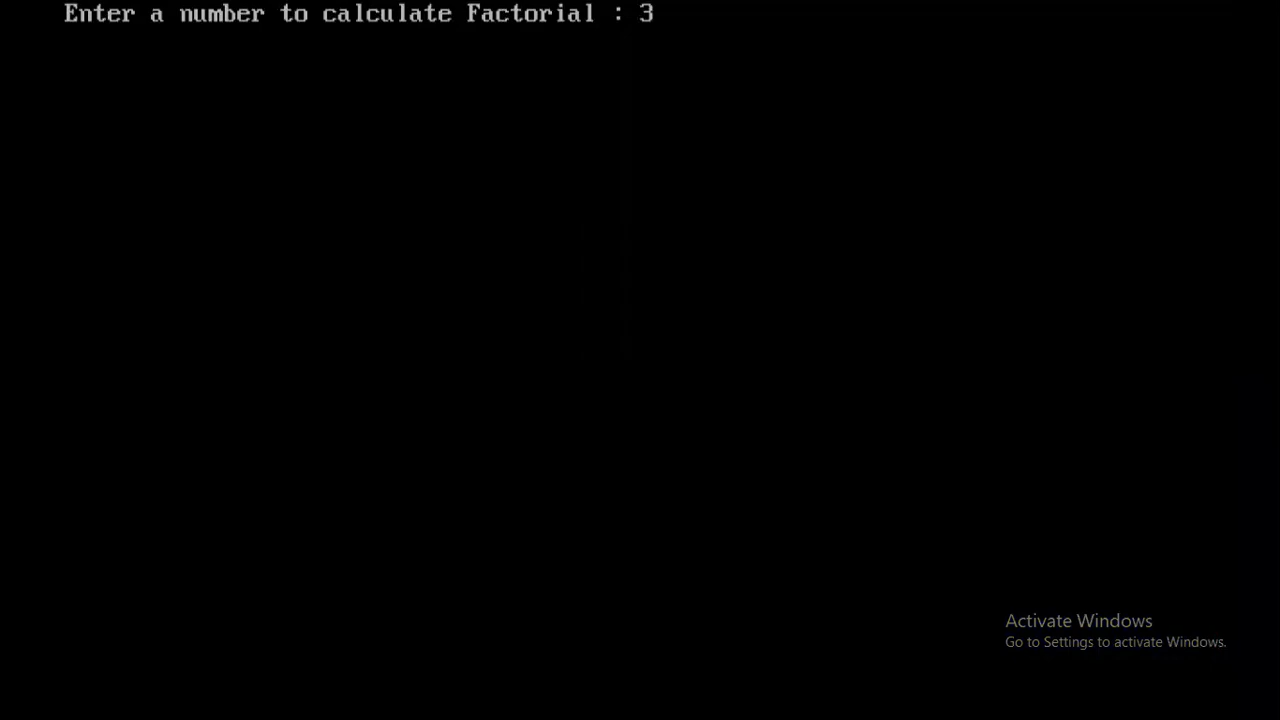 Enter a number to calculate Factorial : 3
Activate Windows
Go to Settings to activate Windows.